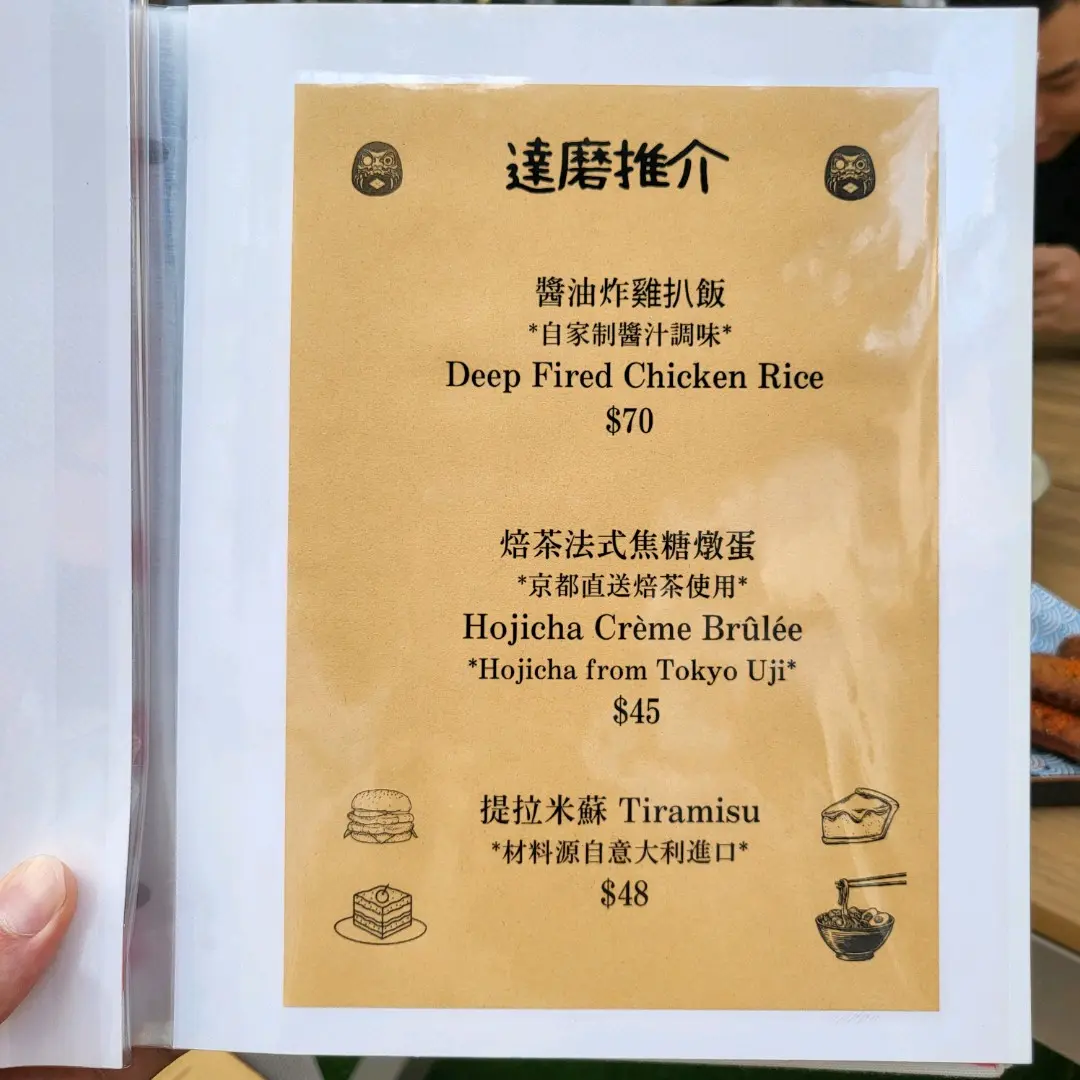 達磨推介
醬油炸雞扒飯
*自家制醬汁調味*
Deep Fired Chicken Rice
$70
焙茶法式焦糖燉蛋
*京都直送焙茶使用*
Hojicha Crème Brûlée
*Hojicha from Tokyo Uji*
$45
提拉米蘇 Tiramisu
*材料源自意大利進口*
$48